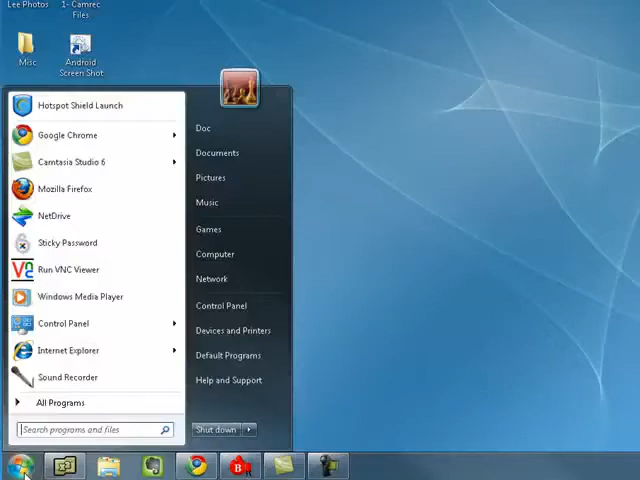 Lee Photos
1- Camrec
Files
Misc
Android
Screen Shot
Hotspot Shield Launch
Google Chrome
Camtasia Studio 6
Mozilla Firefox
NetDrive
Sticky Password
Run VNC Viewer
Windows Media Player
Control Panel
Internet Explorer
Sound Recorder
All Programs
Search programs and files
Doc
Documents
Pictures
Music
Games
Computer
Network
Control Panel
Devices and Printers
Default Programs
Help and Support
Shut down